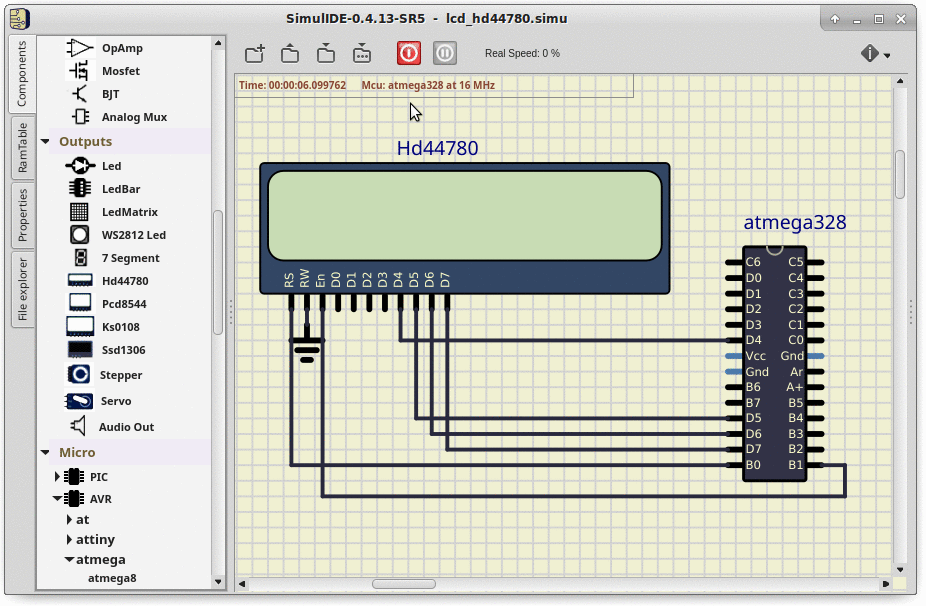 SimulIDE-0.4.13-SR5 - lcd_hd44780.simu
Components
RamTable
Properties
File explorer
OpAmp
Mosfet
BJT
Analog Mux
Outputs
Led
LedBar
LedMatrix
WS2812 Led
7 Segment
Hd44780
Pcd8544
Ks0108
Ssd1306
Stepper
Servo
Audio Out
Micro
PIC
AVR
at
attiny
atmega
atmega8
Real Speed: 0 %
Time: 00:00:06.099762 Mcu: atmega328 at 16 MHz
Hd44780
RS RW En D0 D1 D2 D3 D4 D5 D6 D7
atmega328
C6 C5
D0 C4
D1 C3
D2 C2
D3 C1
D4 C0
Vcc Gnd
Gnd Ar
B6 A+
B7 B5
D5 B4
D6 B3
D7 B2
B0 B1